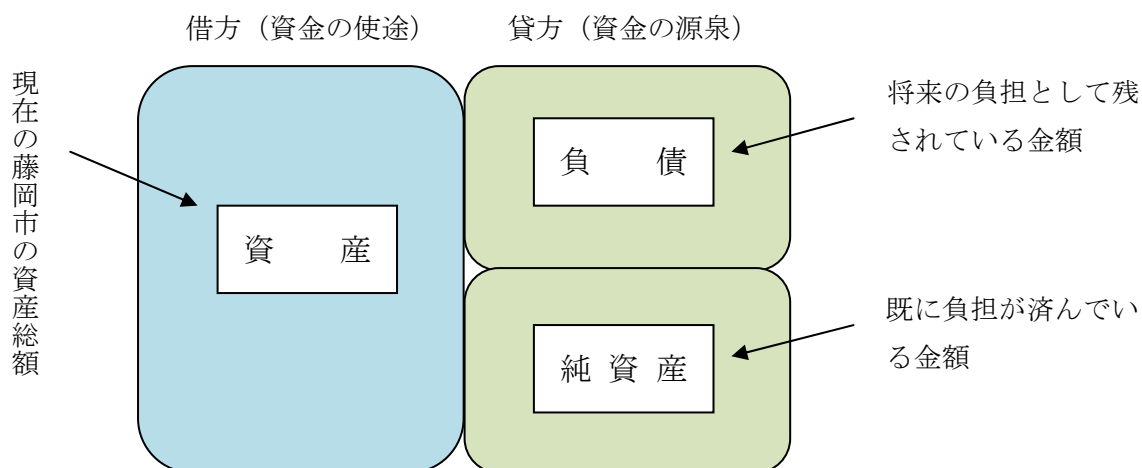 借方（資金の使途）
貸方（資金の源泉）
現在の藤岡市の資産総額
資　産
負　債
将来の負担として残
されている金額
純資産
既に負担が済んでい
る金額